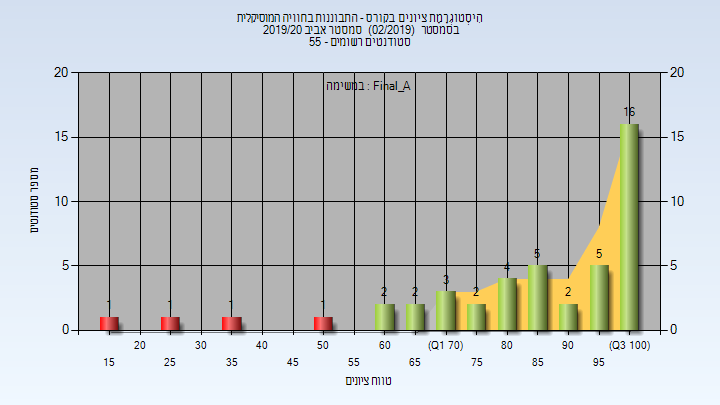 היסטוגרמת ציונים בקורס - התבוננות בחוויה המוסיקלית
בסמסטר (02/2019) סמסטר אביב 2019/20
סטודנטים רשומים - 55
במשימה : Final_A
20 20
15 15
10 10
5 5
0 0
1 1 1 1 2 2 3 2 4 5 2 5 16
מספר סטודנטים
20 30 40 50 60 (Q1 70) 80 90 (Q3 100)
15 25 35 45 55 65 75 85 95
טווח ציונים